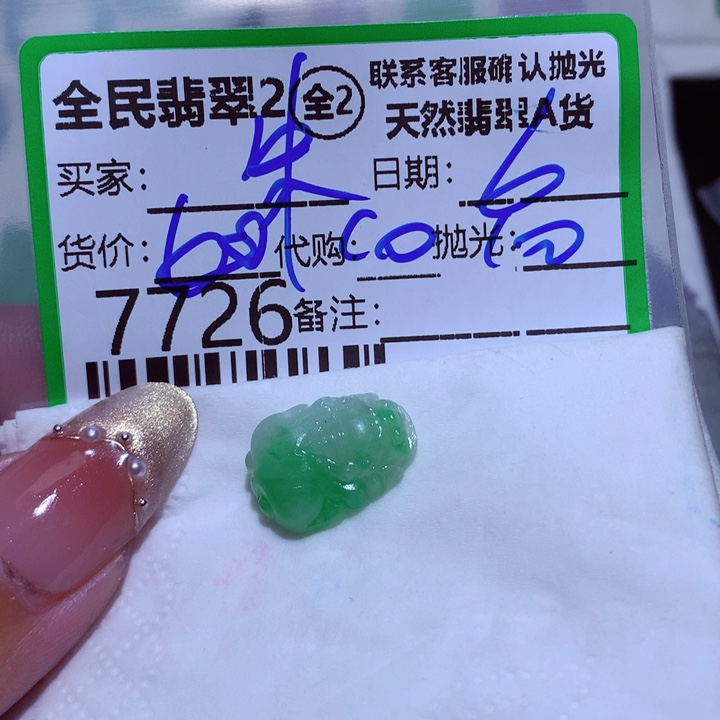 全民翡翠2 全2 联系客服确认抛光
天然翡翠A货
买家: 朱 日期:
货价: 代购: 抛光:
7726 备注: